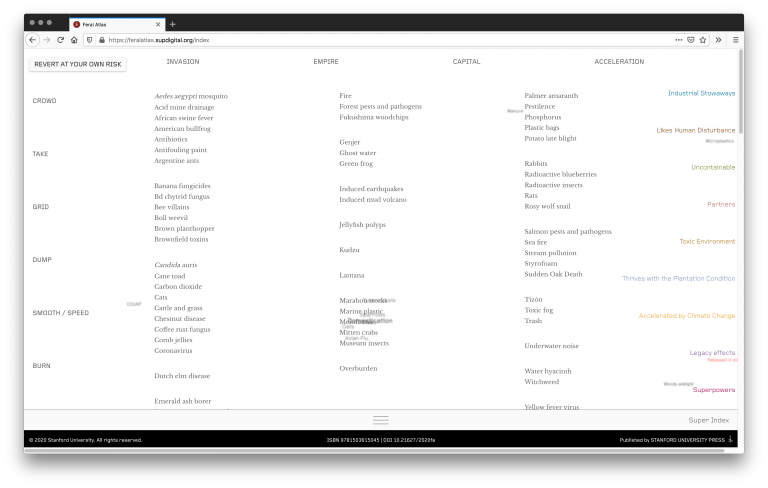 Feral Atlas
https://feralatlas.supdigital.org/index
REVERT AT YOUR OWN RISK
INVASION
EMPIRE
CAPITAL
ACCELERATION
CROWD
TAKE
GRID
DUMP
SMOOTH / SPEED
BURN
Aedes aegypti mosquito
Acid mine drainage
African swine fever
American bullfrog
Antibiotics
Antifouling paint
Argentine ants
Banana fungicides
Bd chytrid fungus
Bee villains
Boll weevil
Brown planthopper
Brownfield toxins
Candida auris
Cane toad
Carbon dioxide
Cats
Cattle and grass
Chestnut disease
Coffee rust fungus
Comb jellies
Coronavirus
Dutch elm disease
Emerald ash borer
Fire
Forest pests and pathogens
Fukushima woodchips
Genjer
Ghost water
Green frog
Induced earthquakes
Induced mud volcano
Jellyfish polyps
Kudzu
Lantana
Marabou storks
Marine plastic
Mitten crabs
Avian Flu
Museum insects
Overburden
Palmer amaranth
Pestilence
Manure
Phosphorus
Plastic bags
Potato late blight
Rabbits
Radioactive blueberries
Radioactive insects
Rats
Rosy wolf snail
Salmon pests and pathogens
Sea fire
Stream pollution
Styrofoam
Sudden Oak Death
Tizón
Toxic fog
Trash
Underwater noise
Water hyacinth
Witchweed
Yellow fever virus
Industrial Stowaways
Likes Human Disturbance
Microplastics
Uncontainable
Partners
Toxic Environment
Thrives with the Plantation Condition
Accelerated by Climate Change
Legacy effects
Superpowers
Super Index
© 2020 Stanford University. All rights reserved.
ISBN 9781503615045 | DOI 10.21627/2020fa
Published by STANFORD UNIVERSITY PRESS